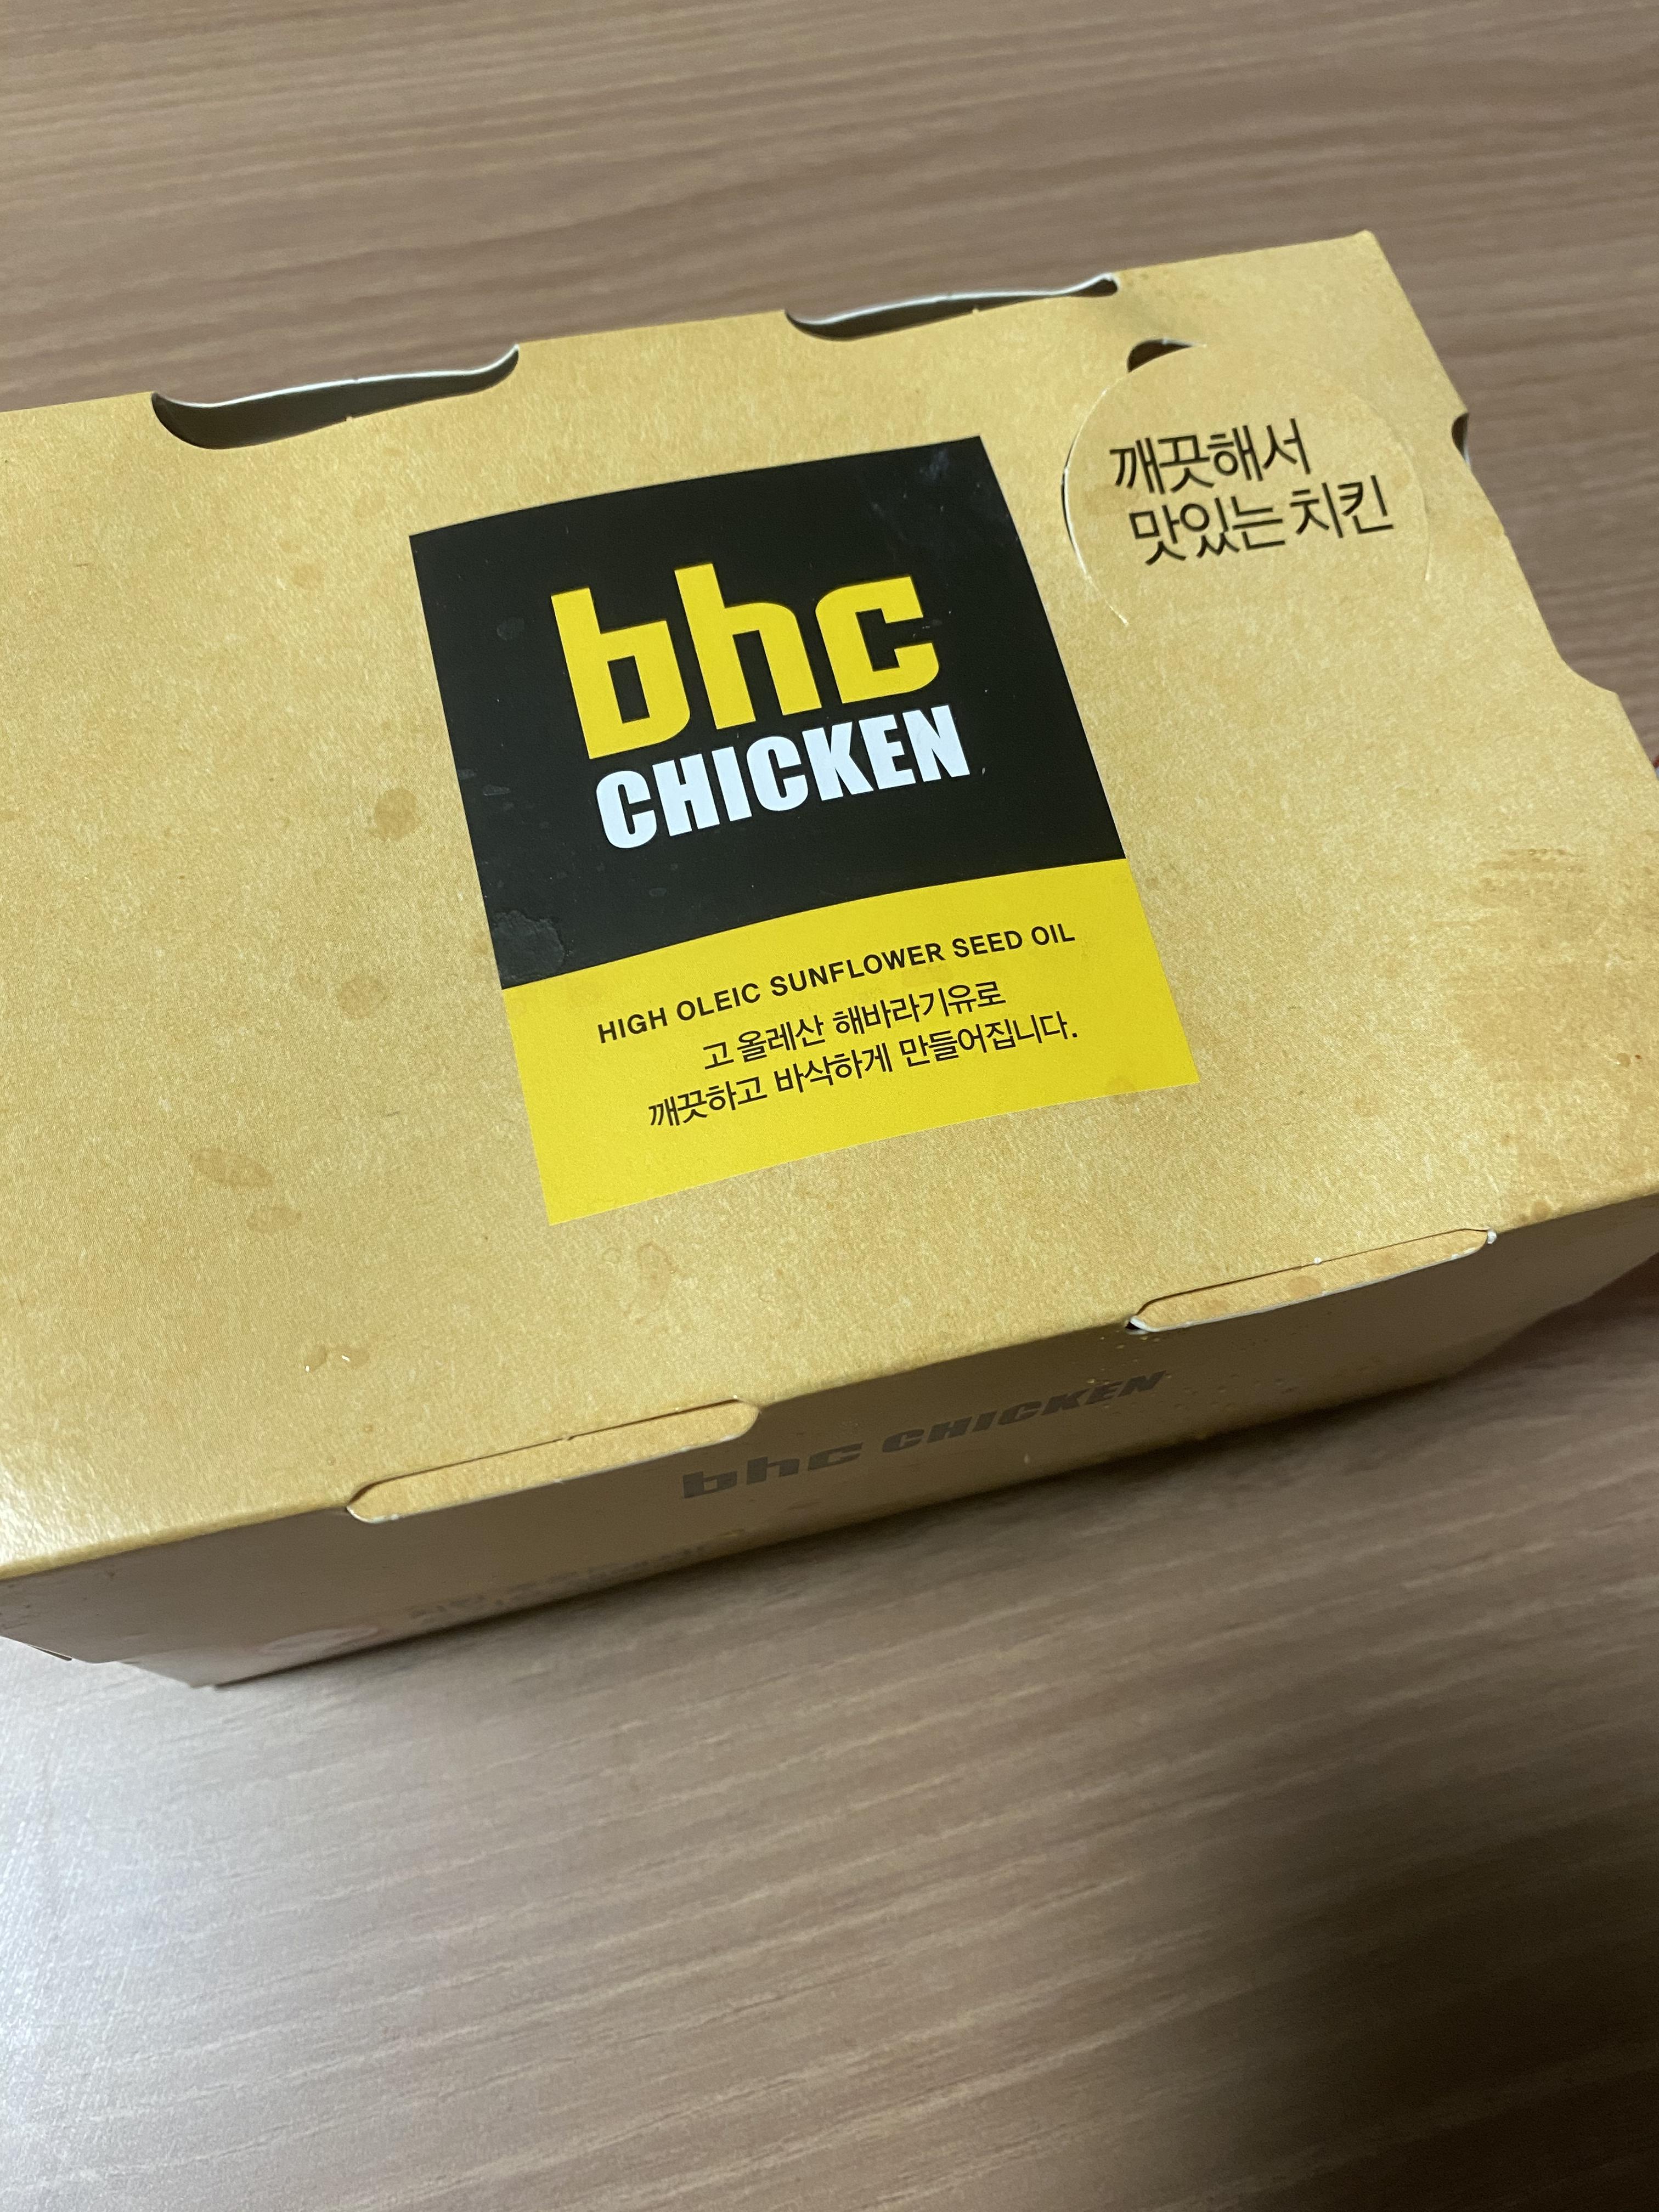 깨끗해서
맛있는 치킨
bhc
CHICKEN
HIGH OLEIC SUNFLOWER SEED OIL
고올레산 해바라기유로
깨끗하고 바삭하게 만들어집니다.
bhc CHICKEN